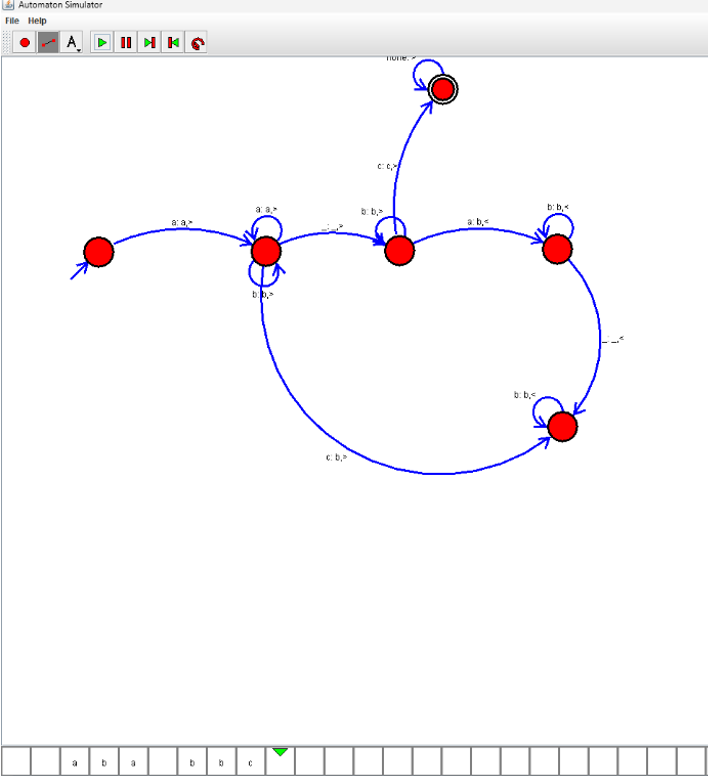 Automaton Simulator
File Help
A
none: >
c: c,>
a: a,>
a: a,>
_: _,>
b: b,>
a: b,<
b: b,<
b: b,>
_: _,<
b: b,<
c: b,>
a b a b b c